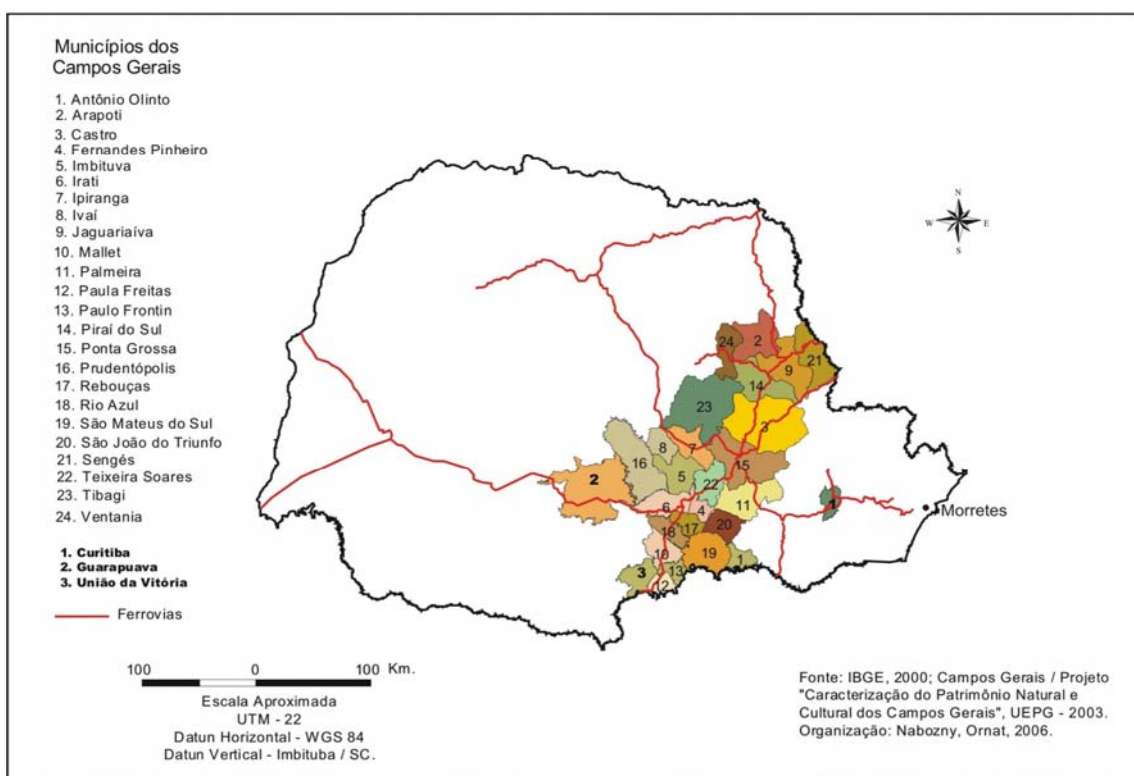 Municípios dos
Campos Gerais
1. Antônio Olinto
2. Arapoti
3. Castro
4. Fernandes Pinheiro
5. Imbituva
6. Irati
7. Ipiranga
8. Ivaí
9. Jaguariaíva
10. Mallet
11. Palmeira
12. Paula Freitas
13. Paulo Frontin
14. Piraí do Sul
15. Ponta Grossa
16. Prudentópolis
17. Rebouças
18. Rio Azul
19. São Mateus do Sul
20. São João do Triunfo
21. Sengés
22. Teixeira Soares
23. Tibagi
24. Ventania
1. Curitiba
2. Guarapuava
3. União da Vitória
Ferrovias
100 0 100 Km.
Escala Aproximada
UTM - 22
Datun Horizontal - WGS 84
Datun Vertical - Imbituba / SC.
N
W E
S
24
2
21
9
14
23
3
8
7
15
16
5
2
22
6
4
11
1
Morretes
18
17
20
10
19
1
3
13
12
Fonte: IBGE, 2000; Campos Gerais / Projeto
"Caracterização do Patrimônio Natural e
Cultural dos Campos Gerais", UEPG - 2003.
Organização: Nabozny, Ornat, 2006.